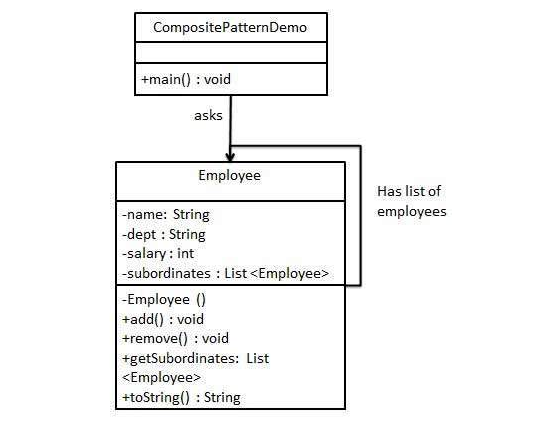 CompositePatternDemo
+main() : void
asks
Employee
Has list of
employees
-name: String
-dept : String
-salary : int
-subordinates : List <Employee>
-Employee ()
+add() : void
+remove() : void
+getSubordinates: List
<Employee>
+toString() : String